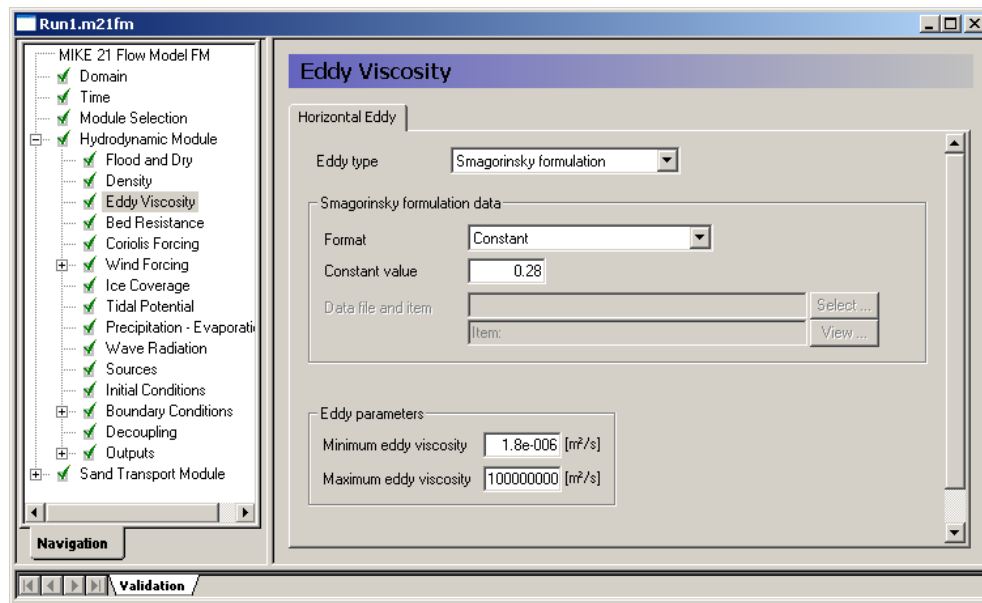 Run1.m21fm
MIKE 21 Flow Model FM
Domain
Time
Module Selection
Hydrodynamic Module
Flood and Dry
Density
Eddy Viscosity
Bed Resistance
Coriolis Forcing
Wind Forcing
Ice Coverage
Tidal Potential
Precipitation - Evaporati
Wave Radiation
Sources
Initial Conditions
Boundary Conditions
Decoupling
Outputs
Sand Transport Module
Navigation
Eddy Viscosity
Horizontal Eddy
Eddy type Smagorinsky formulation
Smagorinsky formulation data
Format Constant
Constant value 0.28
Data file and item Select ...
Item: View ...
Eddy parameters
Minimum eddy viscosity 1.8e-006 [m²/s]
Maximum eddy viscosity 100000000 [m²/s]
Validation